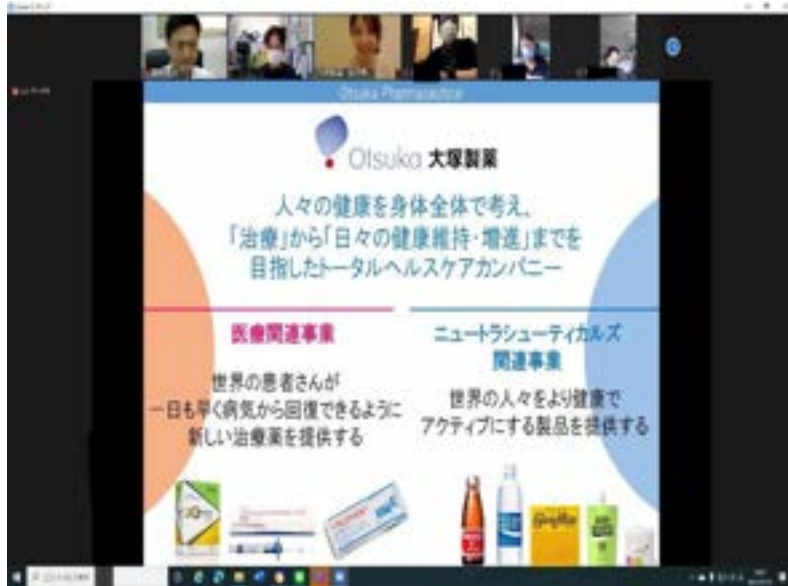 Otsuka Pharmaceutical
Otsuka 大塚製薬
人々の健康を身体全体で考え、
「治療」から「日々の健康維持・増進」までを
目指したトータルヘルスケアカンパニー
医療関連事業
世界の患者さんが
一日も早く病気から回復できるように
新しい治療薬を提供する
ニュートラシューティカルズ
関連事業
世界の人々をより健康で
アクティブにする製品を提供する